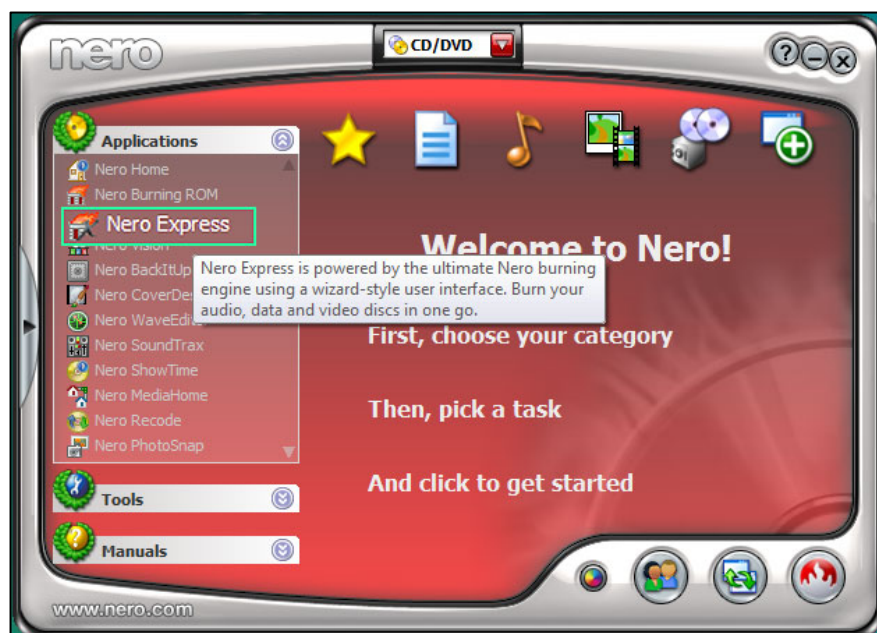 nero
CD/DVD
Applications
Nero Home
Nero Burning ROM
Nero Express
Nero Vision
Nero BackItUp
Nero Express is powered by the ultimate Nero burning
engine using a wizard-style user interface. Burn your
audio, data and video discs in one go.
Nero WaveEdit
Nero SoundTrax
Nero ShowTime
Nero MediaHome
Nero Recode
Nero PhotoSnap
Tools
Manuals
Welcome to Nero!
First, choose your category
Then, pick a task
And click to get started
www.nero.com